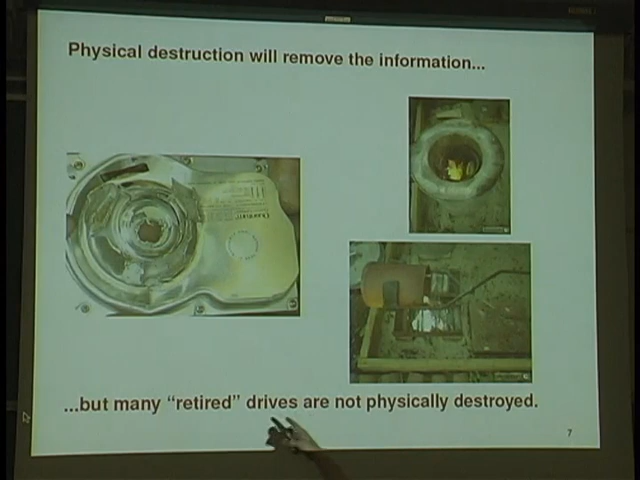 Physical destruction will remove the information...
...but many “retired” drives are not physically destroyed.
7